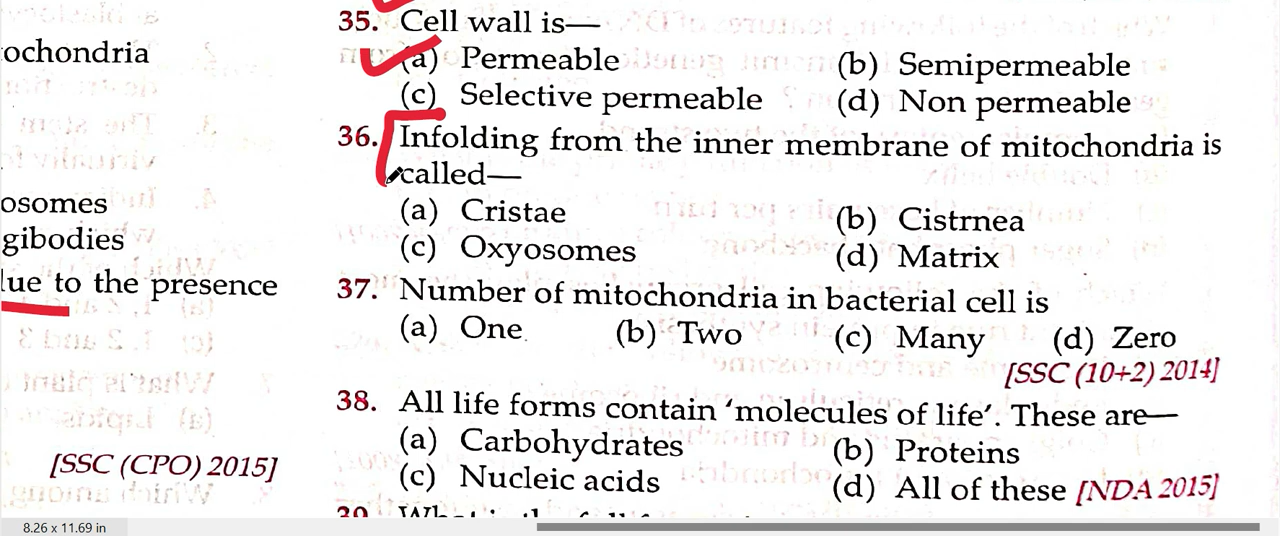 ochondria
osomes
gibodies
lue to the presence
[SSC (CPO) 2015]
35. Cell wall is—
(a) Permeable (b) Semipermeable
(c) Selective permeable (d) Non permeable
36. Infolding from the inner membrane of mitochondria is
called—
(a) Cristae (b) Cistrnea
(c) Oxyosomes (d) Matrix
37. Number of mitochondria in bacterial cell is
(a) One (b) Two (c) Many (d) Zero
[SSC (10+2) 2014]
38. All life forms contain ‘molecules of life’. These are—
(a) Carbohydrates (b) Proteins
(c) Nucleic acids (d) All of these [NDA 2015]
8.26 x 11.69 in